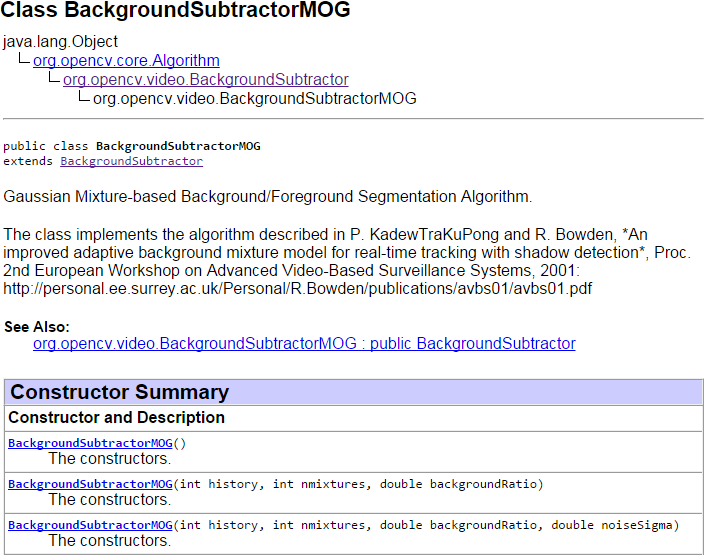 Class BackgroundSubtractorMOG
java.lang.Object
org.opencv.core.Algorithm
org.opencv.video.BackgroundSubtractor
org.opencv.video.BackgroundSubtractorMOG
public class BackgroundSubtractorMOG
extends BackgroundSubtractor
Gaussian Mixture-based Background/Foreground Segmentation Algorithm.
The class implements the algorithm described in P. KadewTraKuPong and R. Bowden, *An
improved adaptive background mixture model for real-time tracking with shadow detection*, Proc.
2nd European Workshop on Advanced Video-Based Surveillance Systems, 2001:
http://personal.ee.surrey.ac.uk/Personal/R.Bowden/publications/avbs01/avbs01.pdf
See Also:
org.opencv.video.BackgroundSubtractorMOG : public BackgroundSubtractor
Constructor Summary
Constructor and Description
BackgroundSubtractorMOG()
The constructors.
BackgroundSubtractorMOG(int history, int nmixtures, double backgroundRatio)
The constructors.
BackgroundSubtractorMOG(int history, int nmixtures, double backgroundRatio, double noiseSigma)
The constructors.